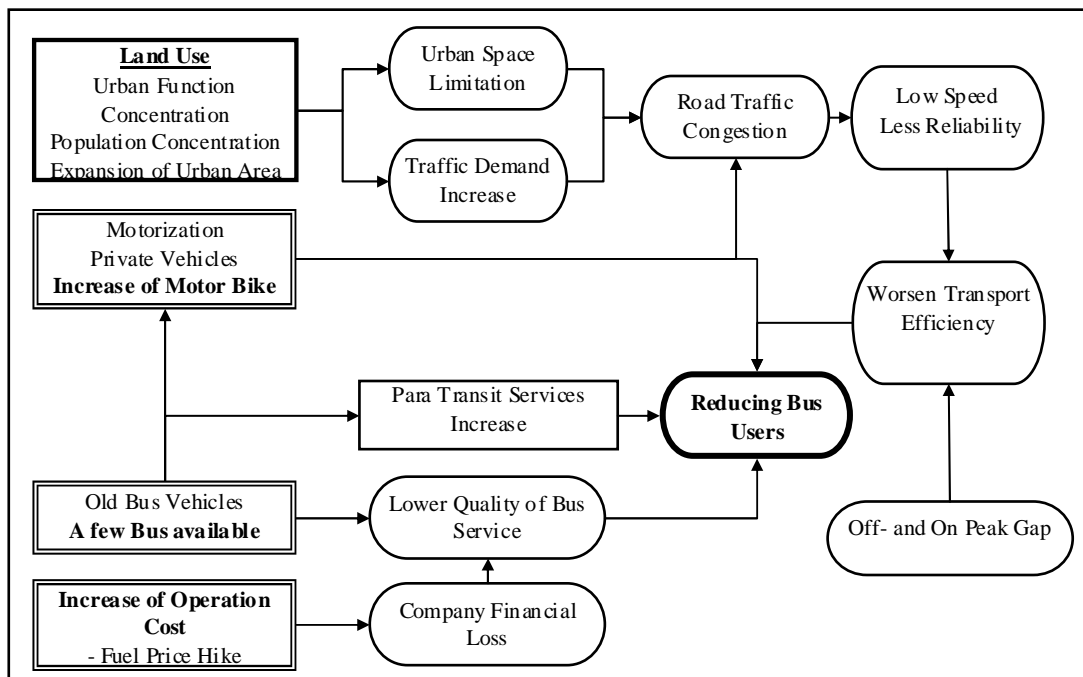 Land Use
Urban Function
Concentration
Population Concentration
Expansion of Urban Area
Urban Space
Limitation
Traffic Demand
Increase
Road Traffic
Congestion
Low Speed
Less Reliability
Motorization
Private Vehicles
Increase of Motor Bike
Worsen Transport
Efficiency
Para Transit Services
Increase
Reducing Bus
Users
Old Bus Vehicles
A few Bus available
Lower Quality of Bus
Service
Off- and On Peak Gap
Increase of Operation
Cost
- Fuel Price Hike
Company Financial
Loss